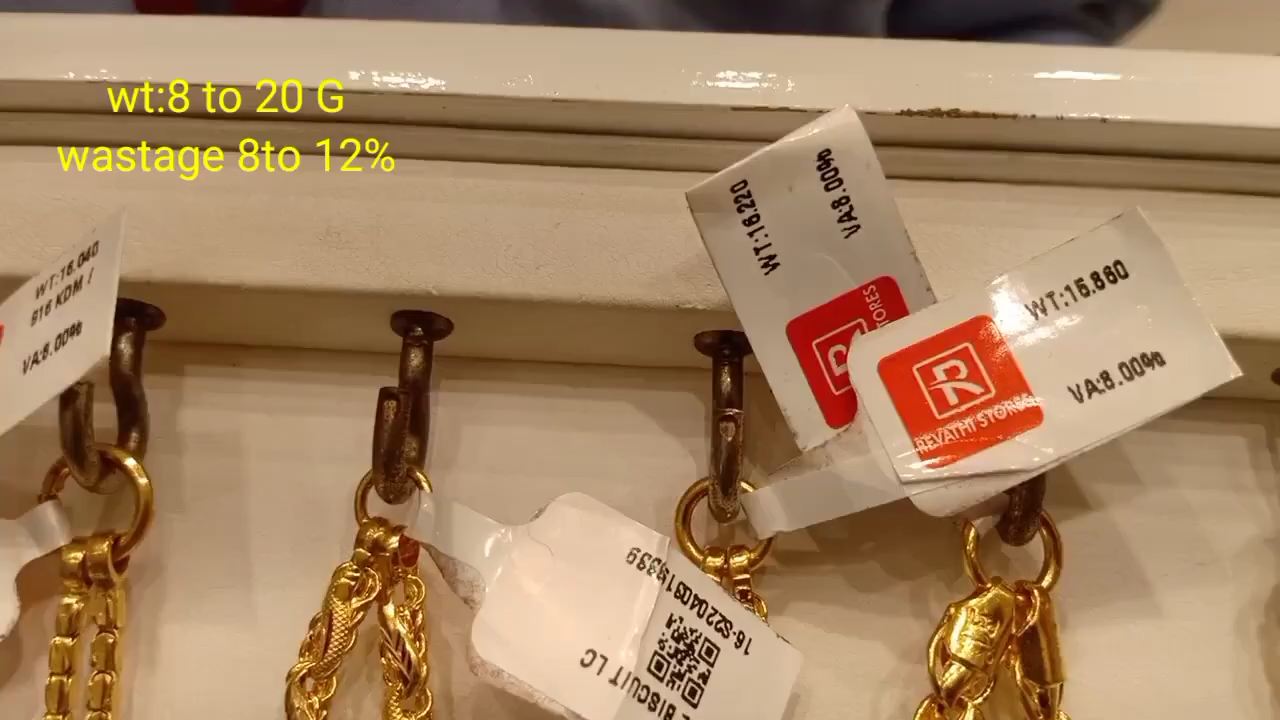 wt:8 to 20 G
wastage 8to 12%
WT:16.040
916 KDM /
VA:8.00%
WT:16.220
VA:8.00%
STORES
R
REVATHI STORES
WT:15.860
VA:8.00%
16-S220403199339
BISCUIT LC